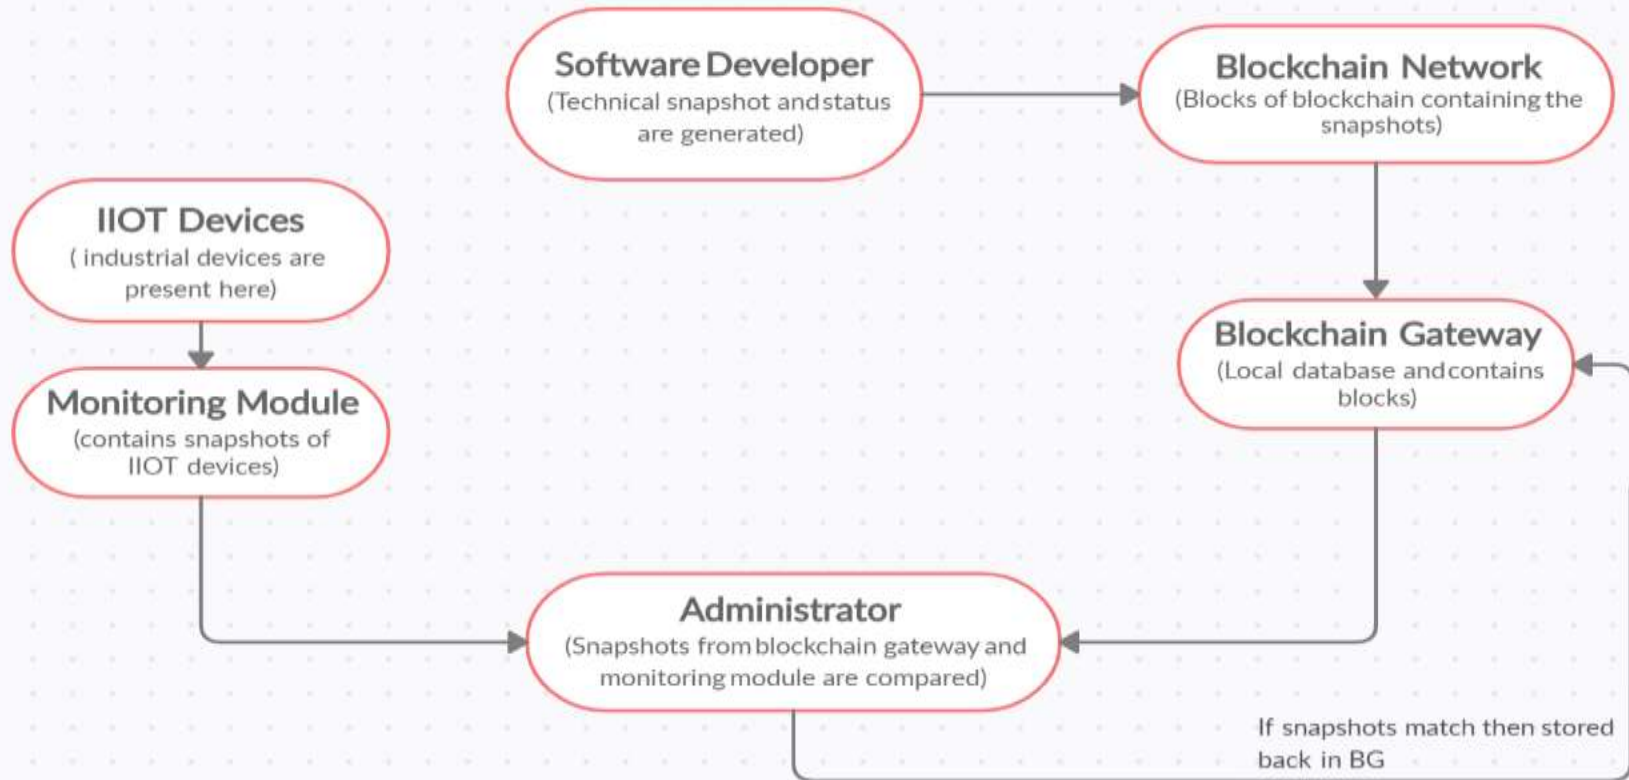 Software Developer
(Technical snapshot and status
are generated)
Blockchain Network
(Blocks of blockchain containing the
snapshots)
IIOT Devices
( industrial devices are
present here)
Monitoring Module
(contains snapshots of
IIOT devices)
Blockchain Gateway
(Local database and contains
blocks)
Administrator
(Snapshots from blockchain gateway and
monitoring module are compared)
If snapshots match then stored
back in BG